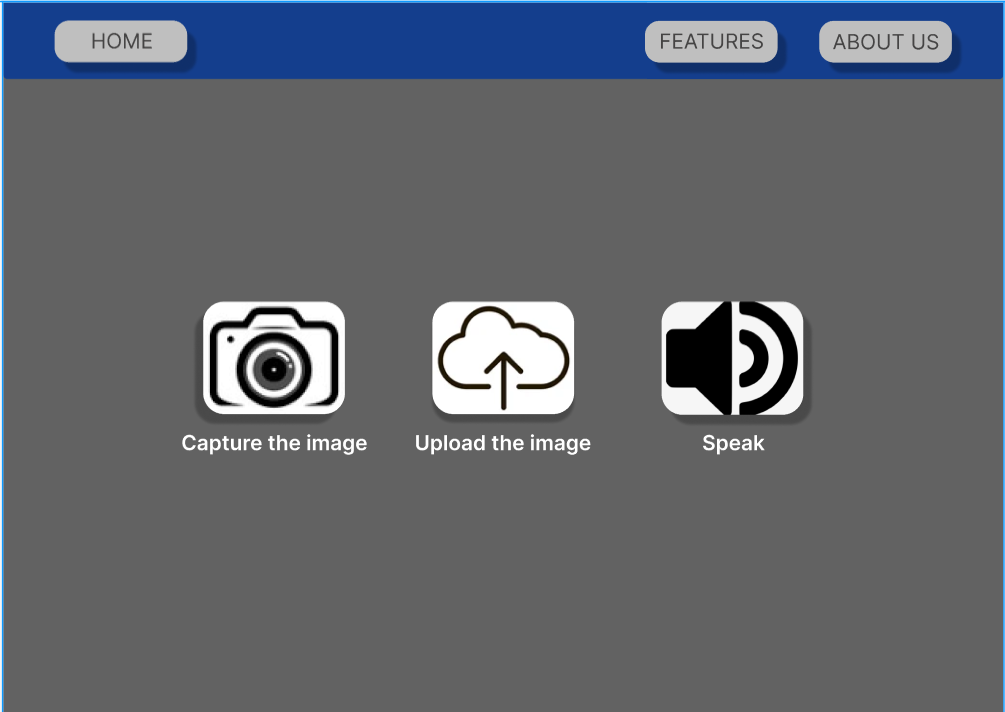 HOME
FEATURES
ABOUT US
Capture the image
Upload the image
Speak